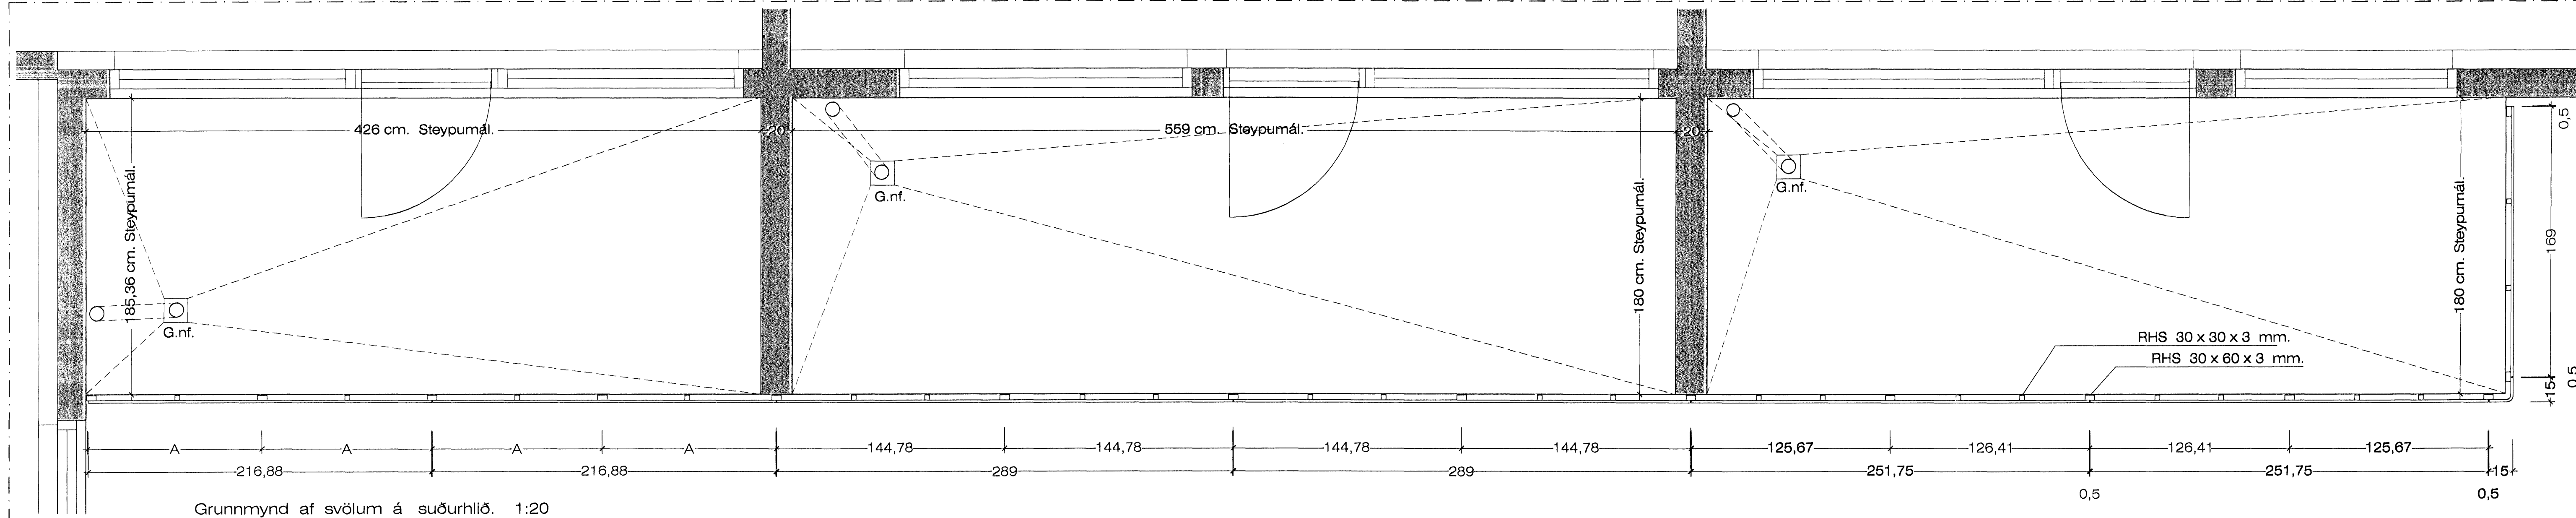 426 cm. Steypumál.
20
559 cm. Steypumál.
20
0,5
185,36 cm. Steypumál.
G.nf.
G.nf.
G.nf.
180 cm. Steypumál.
180 cm. Steypumál.
169
RHS 30 x 30 x 3 mm.
RHS 30 x 60 x 3 mm.
15
0,5
A A A A 144,78 144,78 144,78 144,78 125,67 126,41 126,41 125,67
216,88 216,88 289 289 251,75 251,75 15
0,5 0,5
Grunnmynd af svölum á suðurhlið. 1:20